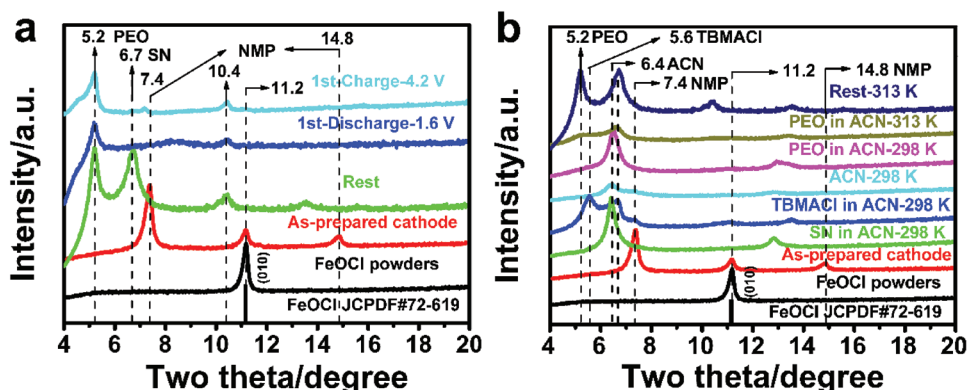 a
5.2 PEO
6.7 SN
7.4
NMP
14.8
10.4
11.2
1st-Charge-4.2 V
1st-Discharge-1.6 V
Rest
As-prepared cathode
FeOCl powders
(010)
FeOCl JCPDF#72-619
Intensity/a.u.
4 6 8 10 12 14 16 18 20
Two theta/degree
b
5.2 PEO
5.6 TBMACl
6.4 ACN
7.4 NMP
11.2
14.8 NMP
Rest-313 K
PEO in ACN-313 K
PEO in ACN-298 K
ACN-298 K
TBMACl in ACN-298 K
SN in ACN-298 K
As-prepared cathode
FeOCl powders
(010)
FeOCl JCPDF#72-619
Intensity/a.u.
4 6 8 10 12 14 16 18 20
Two theta/degree